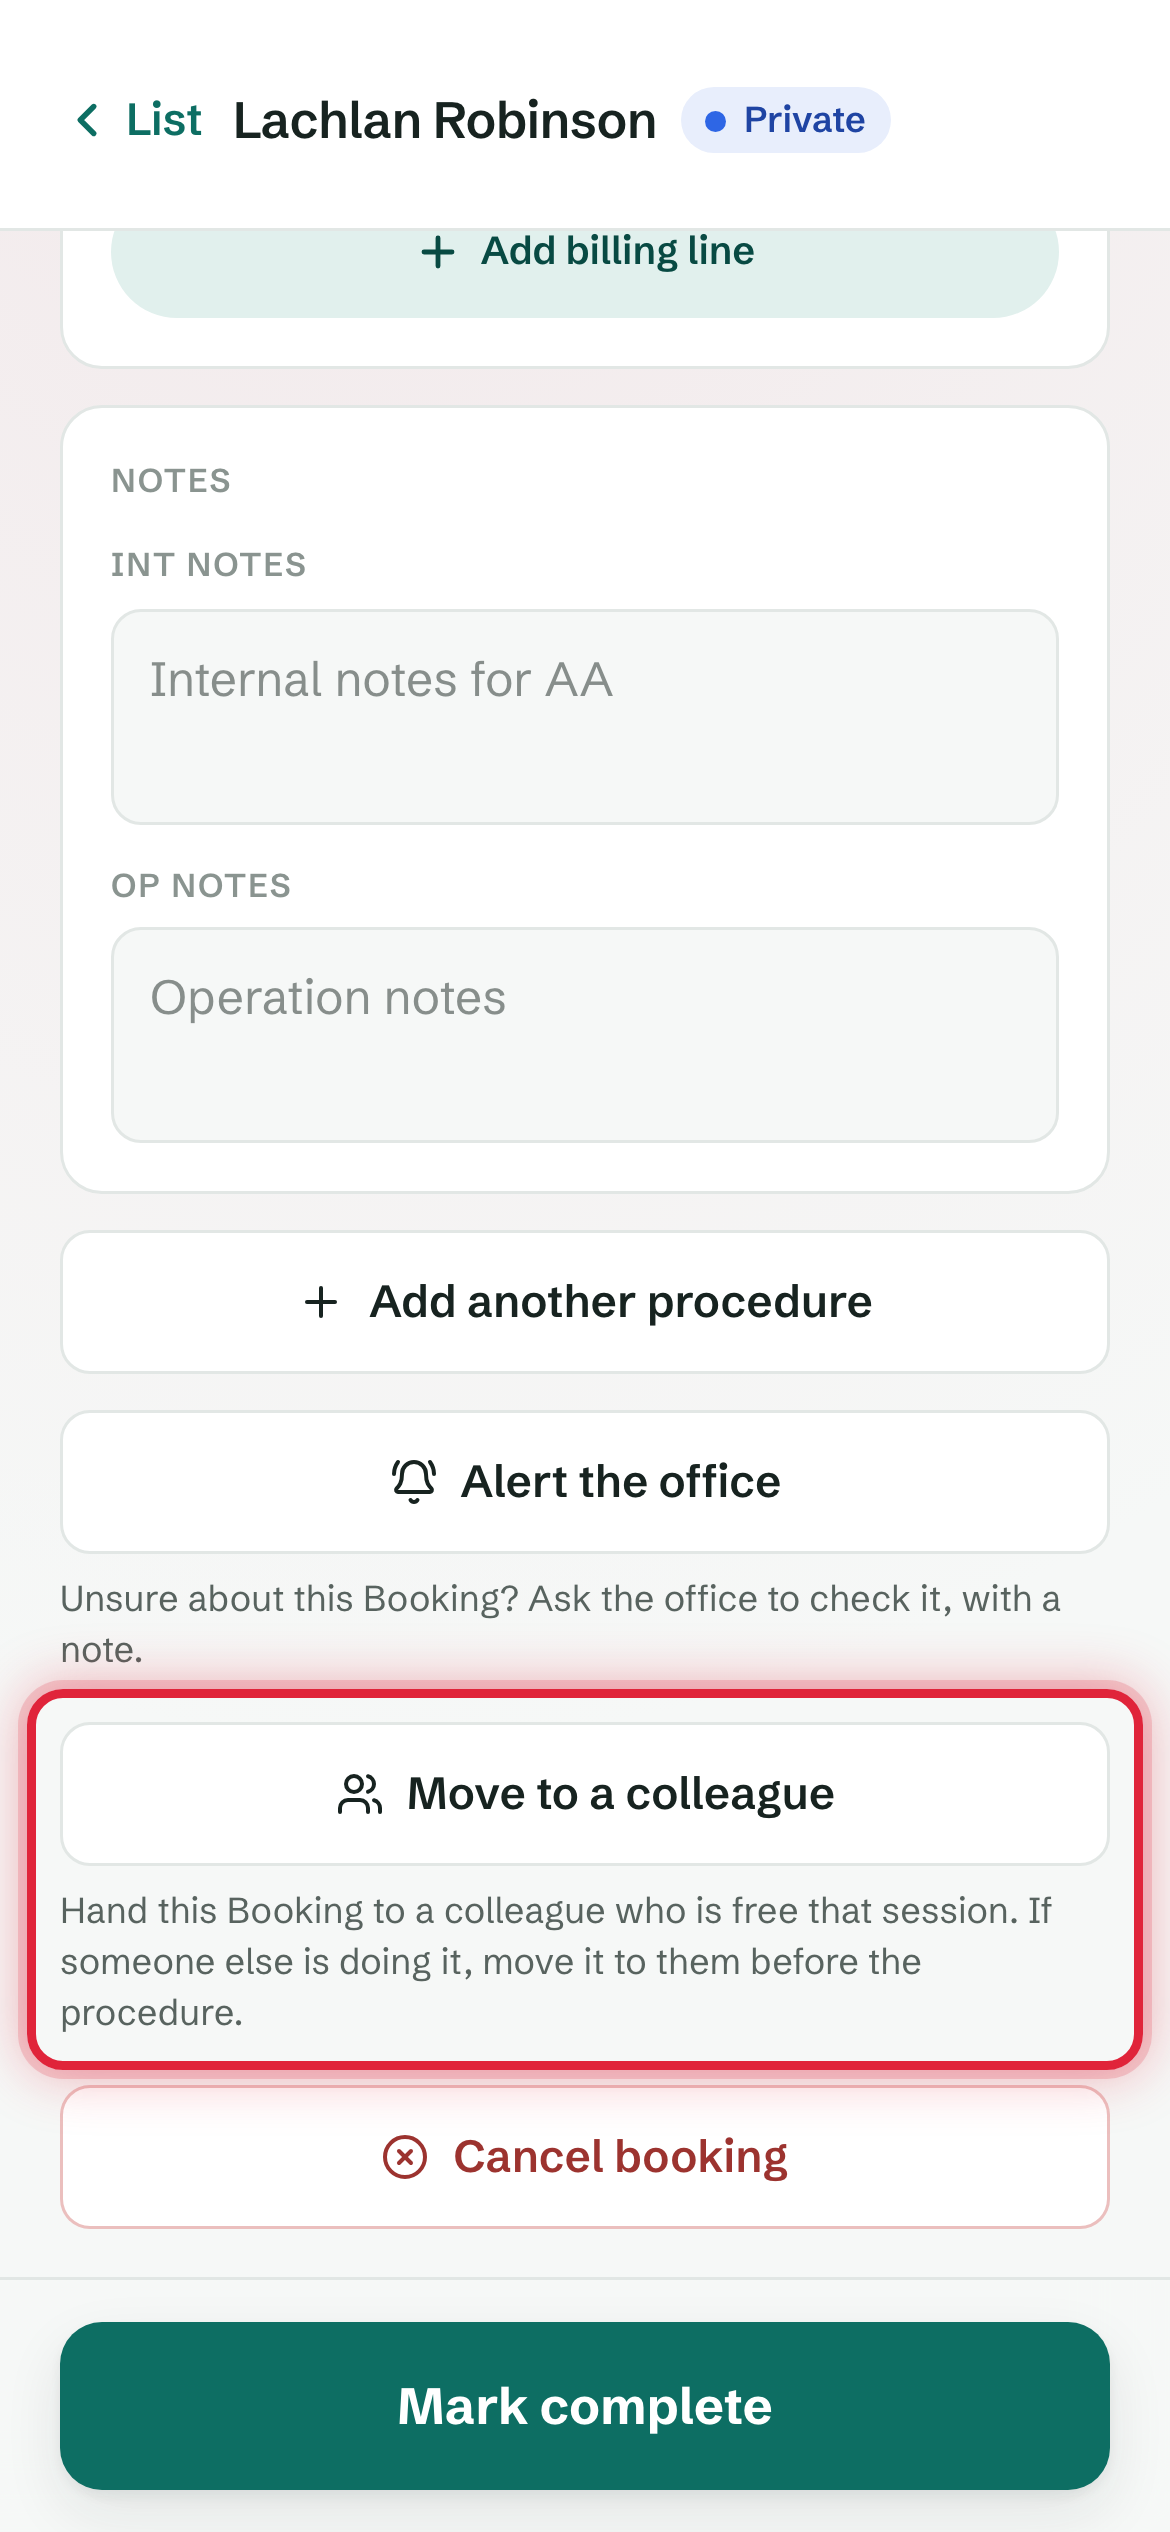 List Lachlan Robinson Private
Add billing line
NOTES
INT NOTES
Internal notes for AA
OP NOTES
Operation notes
Add another procedure
Alert the office
Unsure about this Booking? Ask the office to check it, with a
note.
Move to a colleague
Hand this Booking to a colleague who is free that session. If
someone else is doing it, move it to them before the
procedure.
Cancel booking
Mark complete